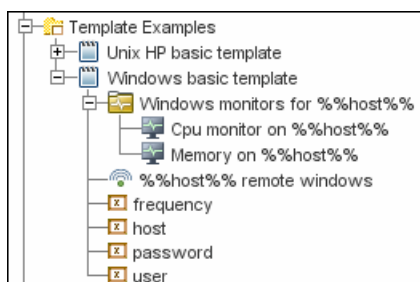 Template Examples
Unix HP basic template
Windows basic template
Windows monitors for %%host%%
Cpu monitor on %%host%%
Memory on %%host%%
%%host%% remote windows
frequency
host
password
user